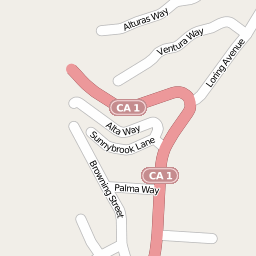 Alturas Way
Ventura Way
Loring Avenue
CA 1
Alta Way
Sunnybrook Lane
CA 1
Browning Street
Palma Way